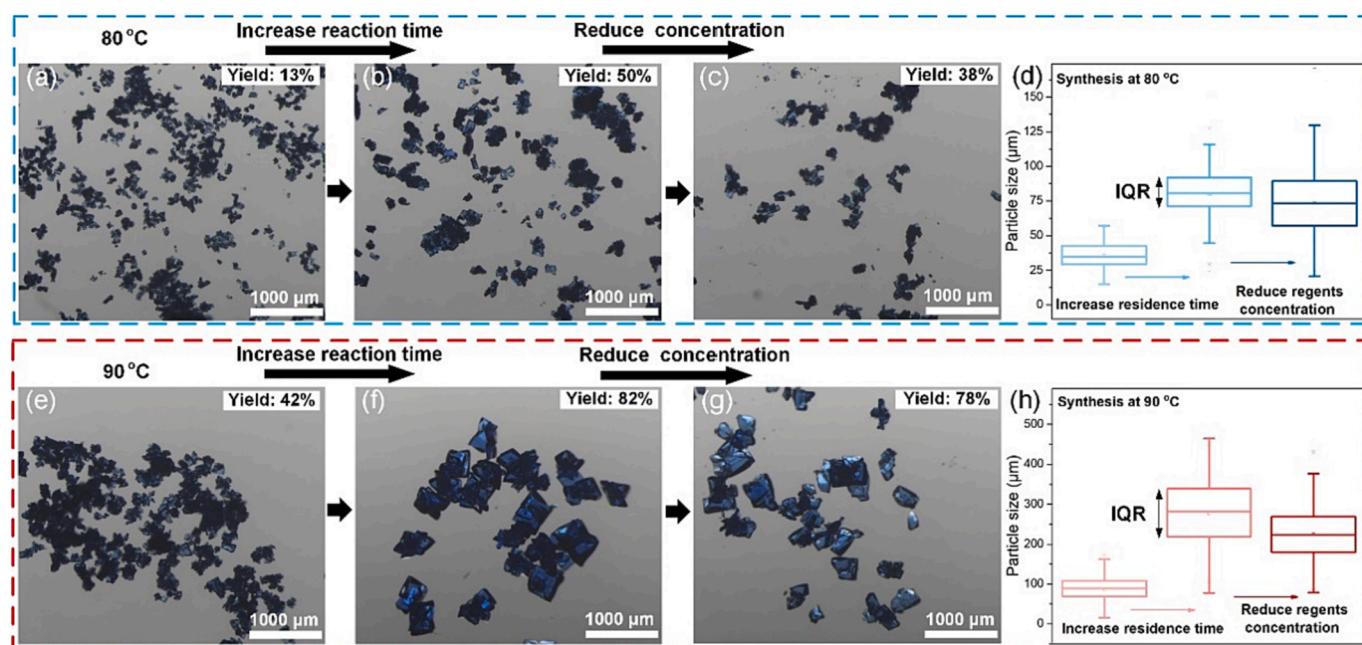 80 °C
Increase reaction time
Reduce concentration
(a)
Yield: 13%
1000 µm
(b)
Yield: 50%
1000 µm
(c)
Yield: 38%
1000 µm
(d)
Synthesis at 80 °C
Particle size (µm)
150
125
100
75
50
25
0
IQR
Increase residence time
Reduce regents
concentration
90 °C
Increase reaction time
Reduce concentration
(e)
Yield: 42%
1000 µm
(f)
Yield: 82%
1000 µm
(g)
Yield: 78%
1000 µm
(h)
Synthesis at 90 °C
Particle size (µm)
500
400
300
200
100
0
IQR
Increase residence time
Reduce regents
concentration